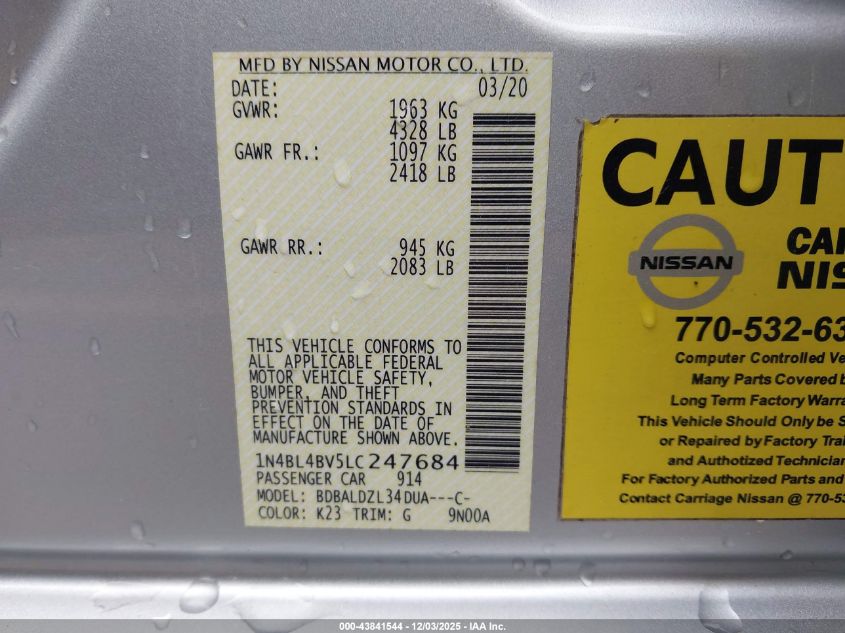 MFD BY NISSAN MOTOR CO., LTD.
DATE: 03/20
GVWR: 1963 KG
4328 LB
GAWR FR.: 1097 KG
2418 LB
GAWR RR.: 945 KG
2083 LB
THIS VEHICLE CONFORMS TO
ALL APPLICABLE FEDERAL
MOTOR VEHICLE SAFETY,
BUMPER, AND THEFT
PREVENTION STANDARDS IN
EFFECT ON THE DATE OF
MANUFACTURE SHOWN ABOVE.
1N4BL4BV5LC247684
PASSENGER CAR 914
MODEL: BDBALDZL34DUA---C-
COLOR: K23 TRIM: G 9N00A
CAUT
NISSAN
CAR
NIS
770-532-63
Computer Controlled Ve
Many Parts Covered b
Long Term Factory Warra
This Vehicle Should Only be S
or Repaired by Factory Trai
and Authorized Technician
For Factory Authorized Parts and
Contact Carriage Nissan @ 770-53
000-43841544 - 12/03/2025 - IAA Inc.